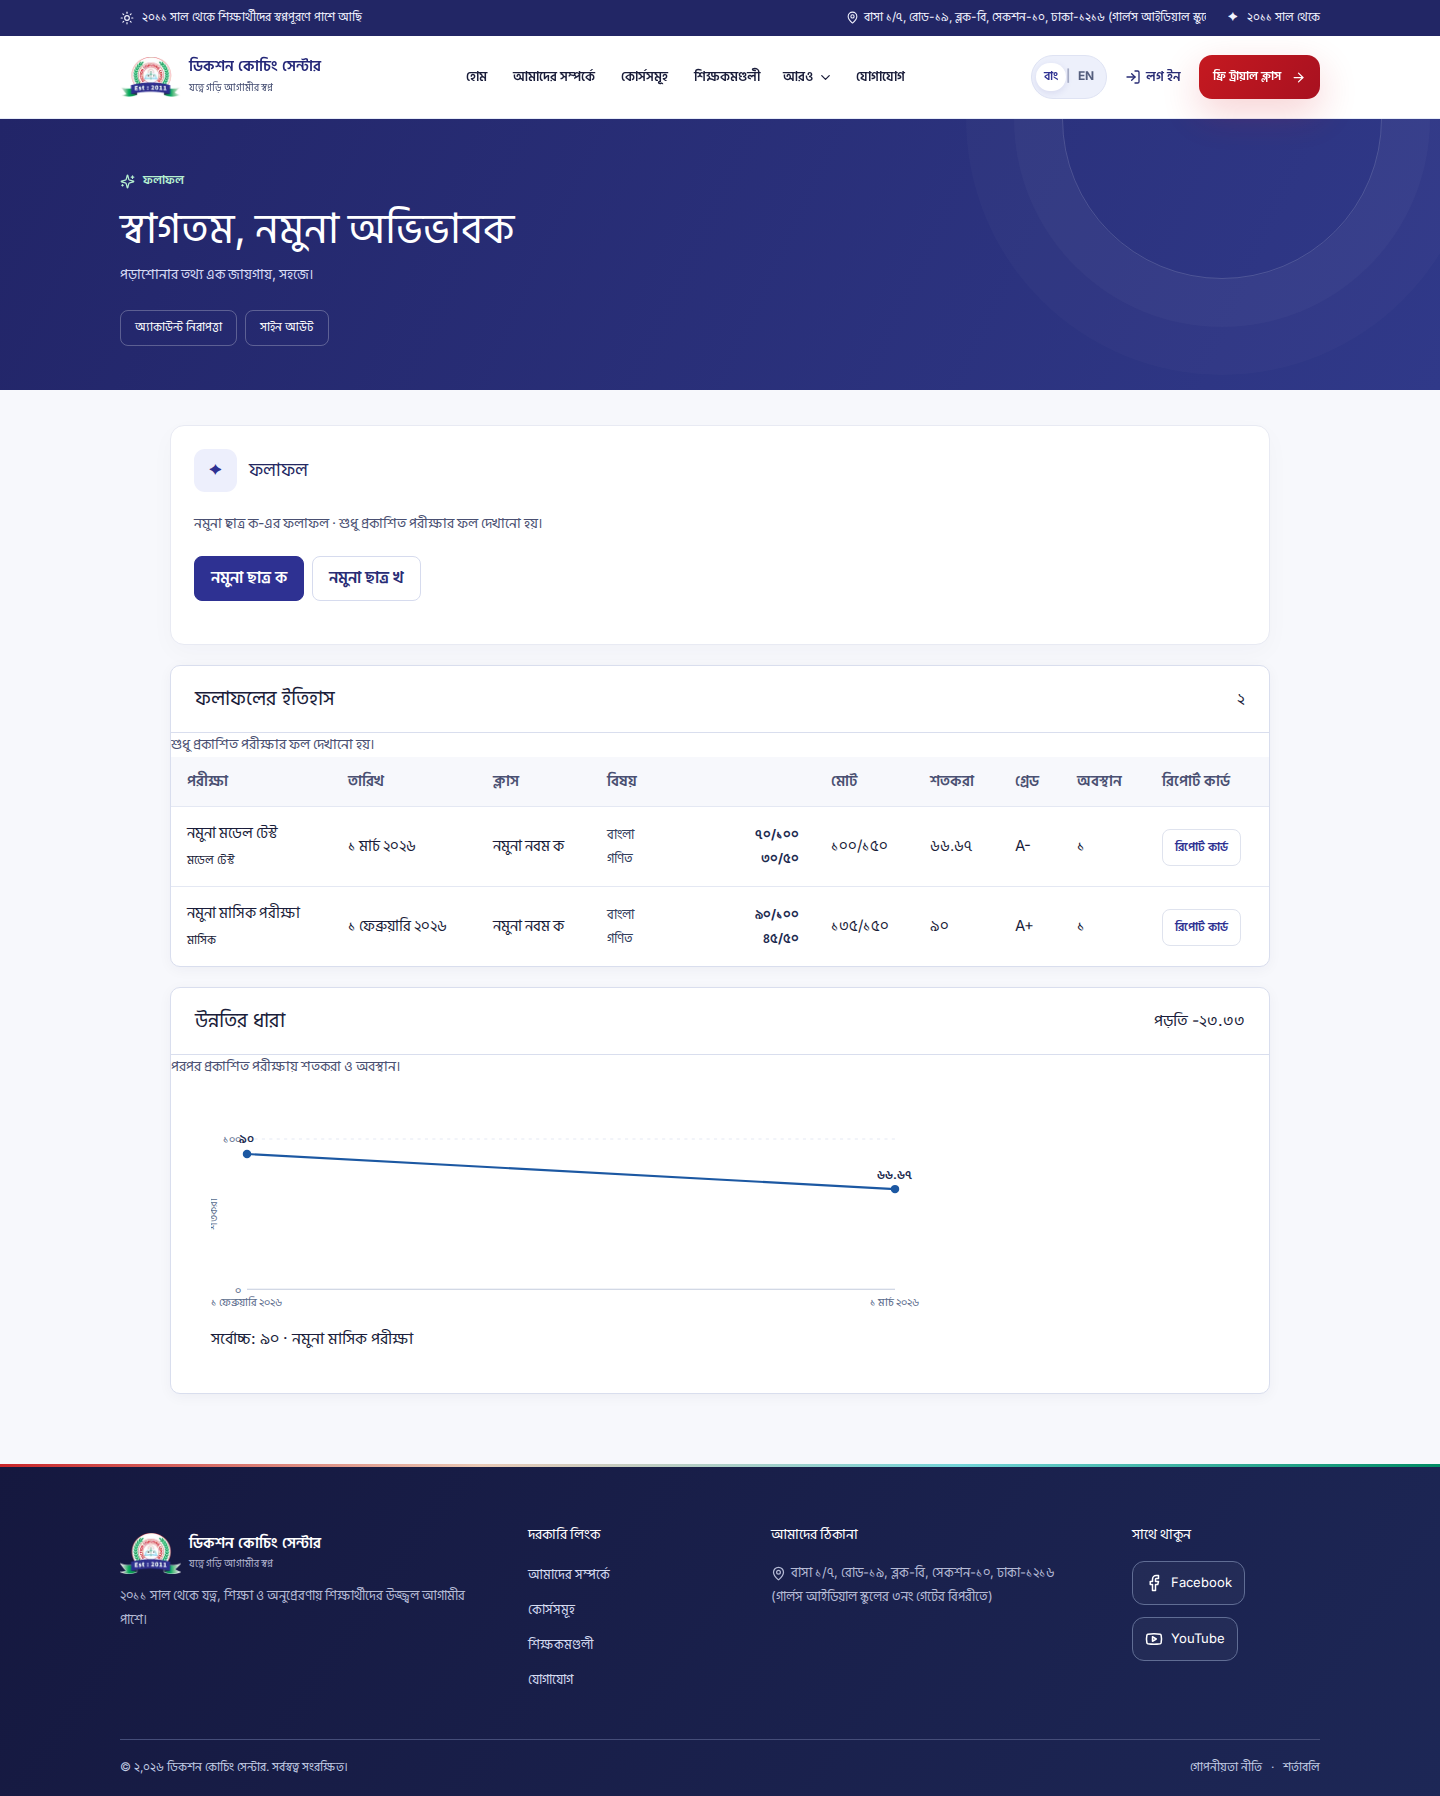 ২০১১ সাল থেকে শিক্ষার্থীদের স্বপ্নপূরণে পাশে আছি
বাসা ১/৭, রোড-১৯, ব্লক-বি, সেকশন-১০, ঢাকা-১২১৬ (গার্লস আইডিয়াল
২০১১ সাল থেকে
Est : 2011
ডিকশন কোচিং সেন্টার
যত্নে গড়ি আগামীর স্বপ্ন
হোম আমাদের সম্পর্কে কোর্সসমূহ শিক্ষকমণ্ডলী আরও যোগাযোগ
বাং | EN
লগ ইন
ফ্রি ট্রায়াল ক্লাস
ফলাফল
স্বাগতম, নমুনা অভিভাবক
পড়াশোনার তথ্য এক জায়গায়, সহজে।
অ্যাকাউন্ট নিরাপত্তা
সাইন আউট
ফলাফল
নমুনা ছাত্র ক-এর ফলাফল · শুধু প্রকাশিত পরীক্ষার ফল দেখানো হয়।
নমুনা ছাত্র ক
নমুনা ছাত্র খ
ফলাফলের ইতিহাস
২
শুধু প্রকাশিত পরীক্ষার ফল দেখানো হয়।
পরীক্ষা তারিখ ক্লাস বিষয় মোট শতকরা গ্রেড অবস্থান রিপোর্ট কার্ড
নমুনা মডেল টেস্ট
মডেল টেস্ট
১ মার্চ ২০২৬
নমুনা নবম ক
বাংলা ৭০/১০০
গণিত ৩০/৫০
১০০/১৫০
৬৬.৬৭
A-
১
রিপোর্ট কার্ড
নমুনা মাসিক পরীক্ষা
মাসিক
১ ফেব্রুয়ারি ২০২৬
নমুনা নবম ক
বাংলা ৯০/১০০
গণিত ৪৫/৫০
১৩৫/১৫০
৯০
A+
১
রিপোর্ট কার্ড
উন্নতির ধারা
পড়তি -২৩.৩৩
পরপর প্রকাশিত পরীক্ষায় শতকরা ও অবস্থান।
১০০
৯০
৬৬.৬৭
শতকরা
০
১ ফেব্রুয়ারি ২০২৬
১ মার্চ ২০২৬
সর্বোচ্চ: ৯০ · নমুনা মাসিক পরীক্ষা
Est : 2011
ডিকশন কোচিং সেন্টার
যত্নে গড়ি আগামীর স্বপ্ন
২০১১ সাল থেকে যত্ন, শিক্ষা ও অনুপ্রেরণায় শিক্ষার্থীদের উজ্জ্বল আগামীর
পাশে।
দরকারি লিংক
আমাদের সম্পর্কে
কোর্সসমূহ
শিক্ষকমণ্ডলী
যোগাযোগ
আমাদের ঠিকানা
বাসা ১/৭, রোড-১৯, ব্লক-বি, সেকশন-১০, ঢাকা-১২১৬
(গার্লস আইডিয়াল স্কুলের ৩নং গেটের বিপরীতে)
সাথে থাকুন
Facebook
YouTube
© ২,০২৬ ডিকশন কোচিং সেন্টার. সর্বস্বত্ব সংরক্ষিত।
গোপনীয়তা নীতি · শর্তাবলি